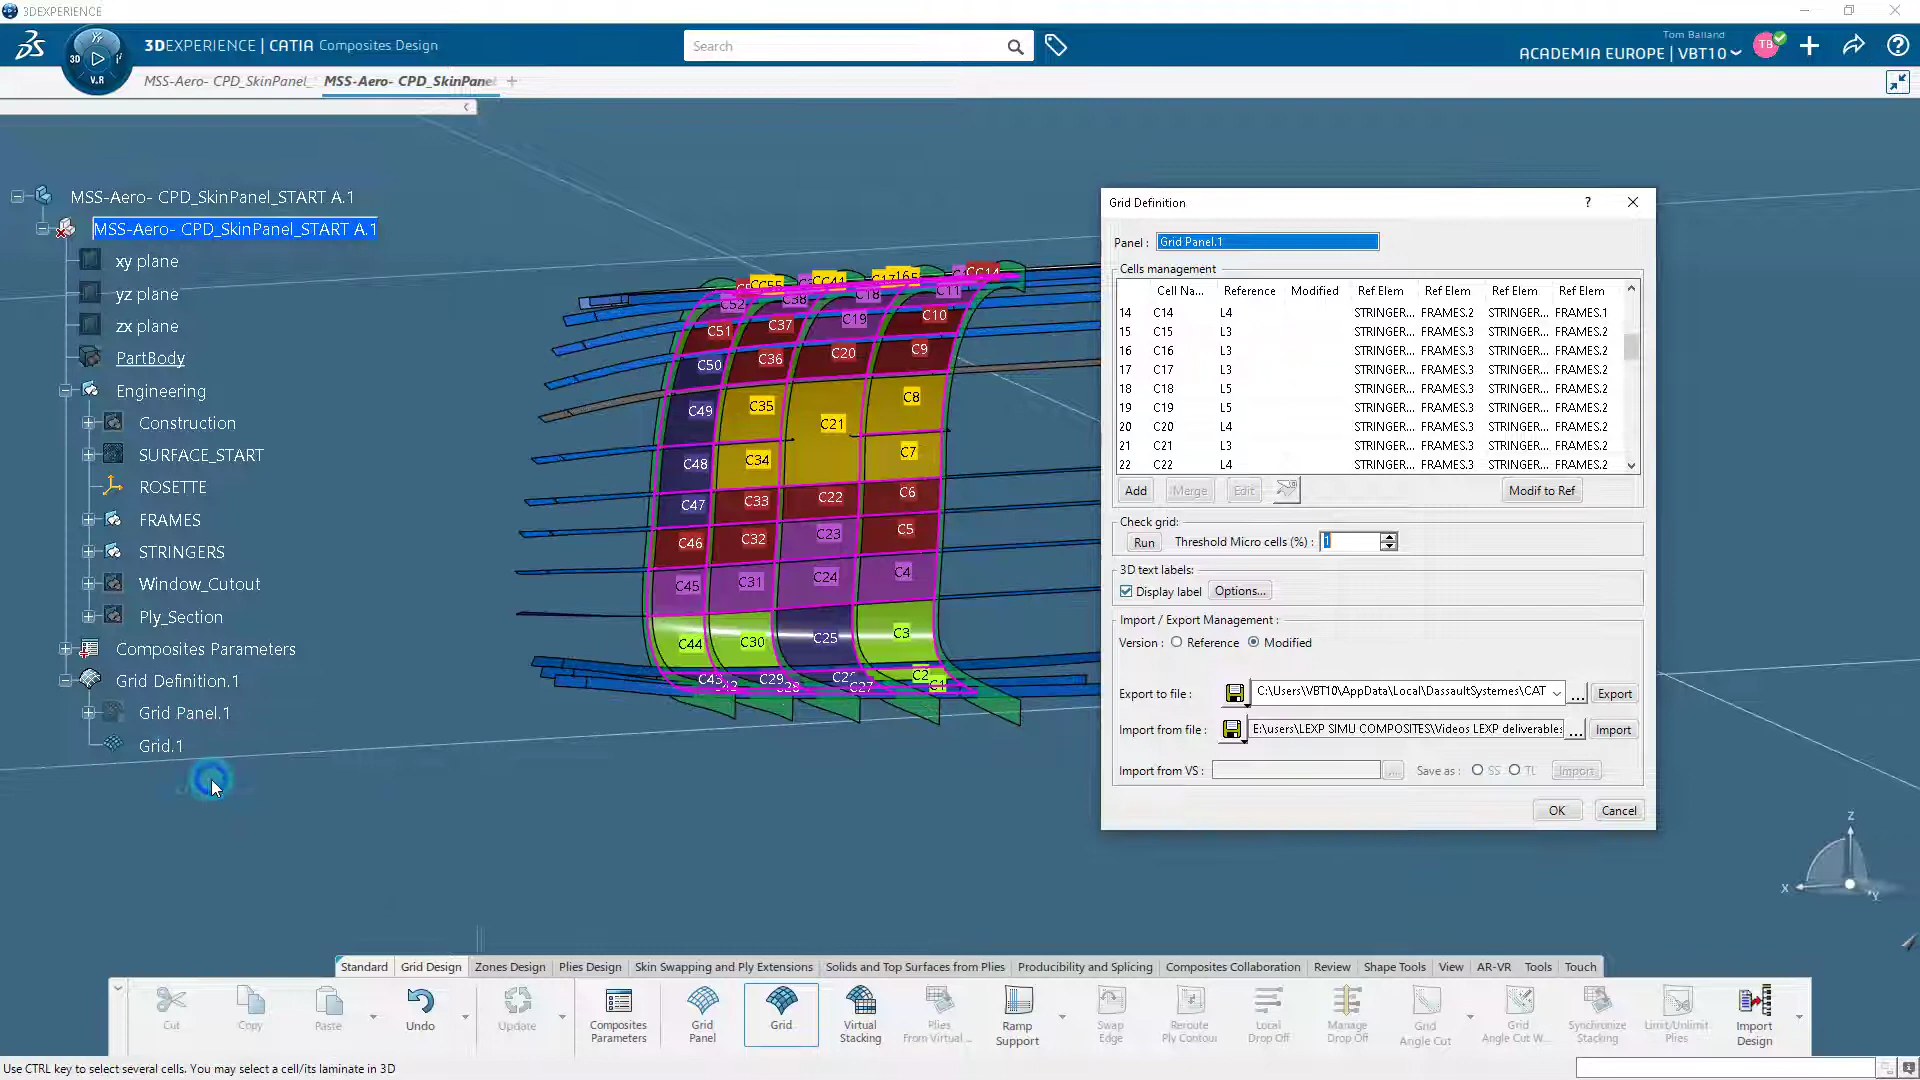 3DEXPERIENCE
3DEXPERIENCE | CATIA Composites Design
Search
Tom Balland
ACADEMIA EUROPE | VBT10
TB
3D
V.R
MSS-Aero- CPD_SkinPanel_
MSS-Aero- CPD_SkinPane
MSS-Aero- CPD_SkinPanel_START A.1
MSS-Aero- CPD_SkinPanel_START A.1
xy plane
yz plane
zx plane
PartBody
Engineering
Construction
SURFACE_START
ROSETTE
FRAMES
STRINGERS
Window_Cutout
Ply_Section
Composites Parameters
Grid Definition.1
Grid Panel.1
Grid.1
C52 C38 C18 C11
C51 C37 C19 C10
C50 C36 C20 C9
C49 C35 C21 C8
C48 C34 C7
C47 C33 C22 C6
C46 C32 C23 C5
C45 C31 C24 C4
C44 C30 C25 C3
C43 C29 C2
C27 C1
Grid Definition
?
Panel : Grid Panel.1
Cells management
Cell Na... Reference Modified Ref Elem Ref Elem Ref Elem Ref Elem
14 C14 L4 STRINGER... FRAMES.2 STRINGER... FRAMES.1
15 C15 L3 STRINGER... FRAMES.3 STRINGER... FRAMES.2
16 C16 L3 STRINGER... FRAMES.3 STRINGER... FRAMES.2
17 C17 L3 STRINGER... FRAMES.3 STRINGER... FRAMES.2
18 C18 L5 STRINGER... FRAMES.3 STRINGER... FRAMES.2
19 C19 L5 STRINGER... FRAMES.3 STRINGER... FRAMES.2
20 C20 L4 STRINGER... FRAMES.3 STRINGER... FRAMES.2
21 C21 L3 STRINGER... FRAMES.3 STRINGER... FRAMES.2
22 C22 L4 STRINGER... FRAMES.3 STRINGER... FRAMES.2
Add Merge Edit Modif to Ref
Check grid:
Run Threshold Micro cells (%) : 1
3D text labels:
Display label Options...
Import / Export Management :
Version : Reference Modified
Export to file : C:\Users\VBT10\AppData\Local\DassaultSystemes\CAT ... Export
Import from file : E:\users\LEXP SIMU COMPOSITES\Videos LEXP deliverable: ... Import
Import from VS : ... Save as : SS TL Import
OK Cancel
z
x
y
Standard Grid Design Zones Design Plies Design Skin Swapping and Ply Extensions Solids and Top Surfaces from Plies Producibility and Splicing Composites Collaboration Review Shape Tools View AR-VR Tools Touch
Cut
Copy
Paste
Undo
Update
Composites Parameters
Grid Panel
Grid
Virtual Stacking
Plies From Virtual ...
Ramp Support
Swap Edge
Reroute Ply Contour
Local Drop Off
Manage Drop Off
Grid Angle Cut
Grid Angle Cut W...
Synchronize Stacking
Limit/Unlimit Plies
Import Design
Use CTRL key to select several cells. You may select a cell/its laminate in 3D